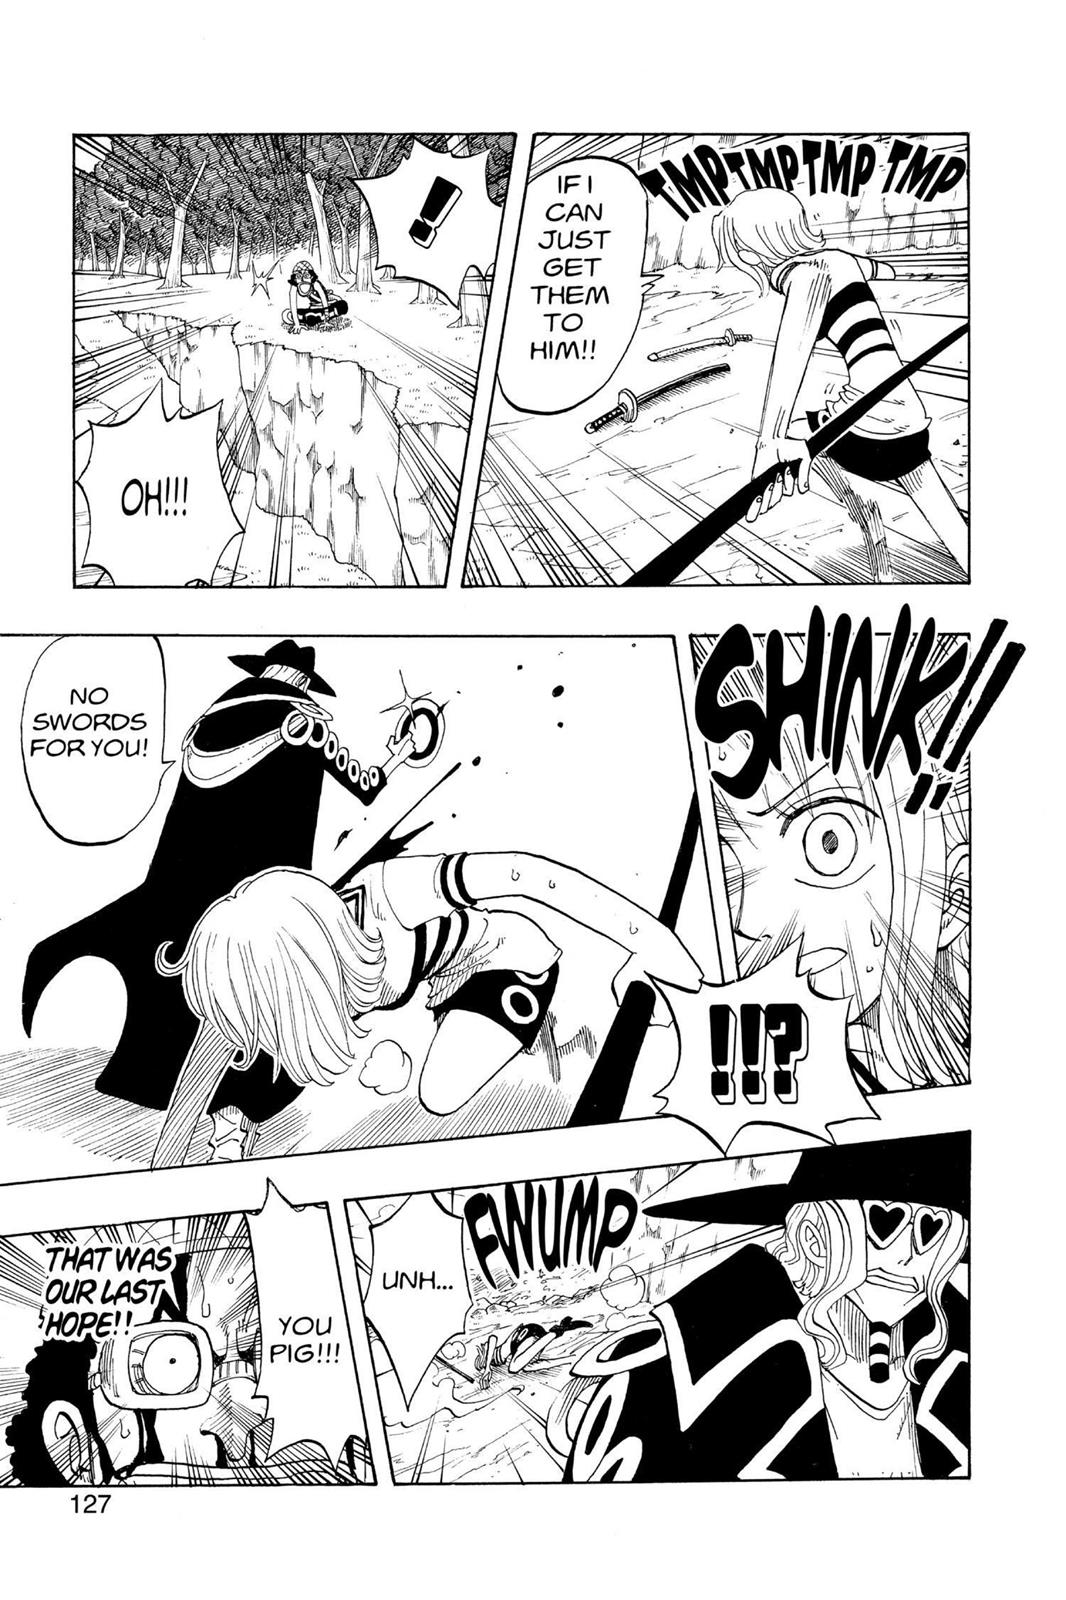 TMP TMP TMP TMP
IF I
CAN
JUST
GET
THEM
TO
HIM!!
!
OH!!!
SHINK!!
!!!?
NO
SWORDS
FOR YOU!
FWUMP
UNH...
YOU
PIG!!!
THAT WAS
OUR LAST
HOPE!!
127